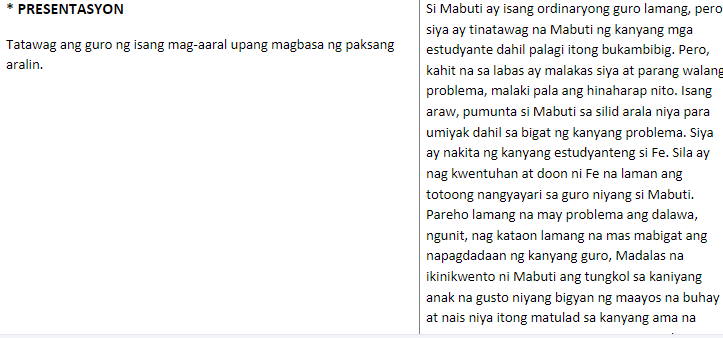 * PRESENTASYON
Tatawag ang guro ng isang mag-aaral upang magbasa ng paksang
aralin.
Si Mabuti ay isang ordinaryong guro lamang, pero
siya ay tinatawag na Mabuti ng kanyang mga
estudyante dahil palagi itong bukambibig. Pero,
kahit na sa labas ay malakas siya at parang walang
problema, malaki pala ang hinaharap nito. Isang
araw, pumunta si Mabuti sa silid arala niya para
umiyak dahil sa bigat ng kanyang problema. Siya
ay nakita ng kanyang estudyanteng si Fe. Sila ay
nag kwentuhan at doon ni Fe na laman ang
totoong nangyayari sa guro niyang si Mabuti.
Pareho lamang na may problema ang dalawa,
ngunit, nag kataon lamang na mas mabigat ang
napagdadaan ng kanyang guro, Madalas na
ikinikwento ni Mabuti ang tungkol sa kaniyang
anak na gusto niyang bigyan ng maayos na buhay
at nais niya itong matulad sa kanyang ama na